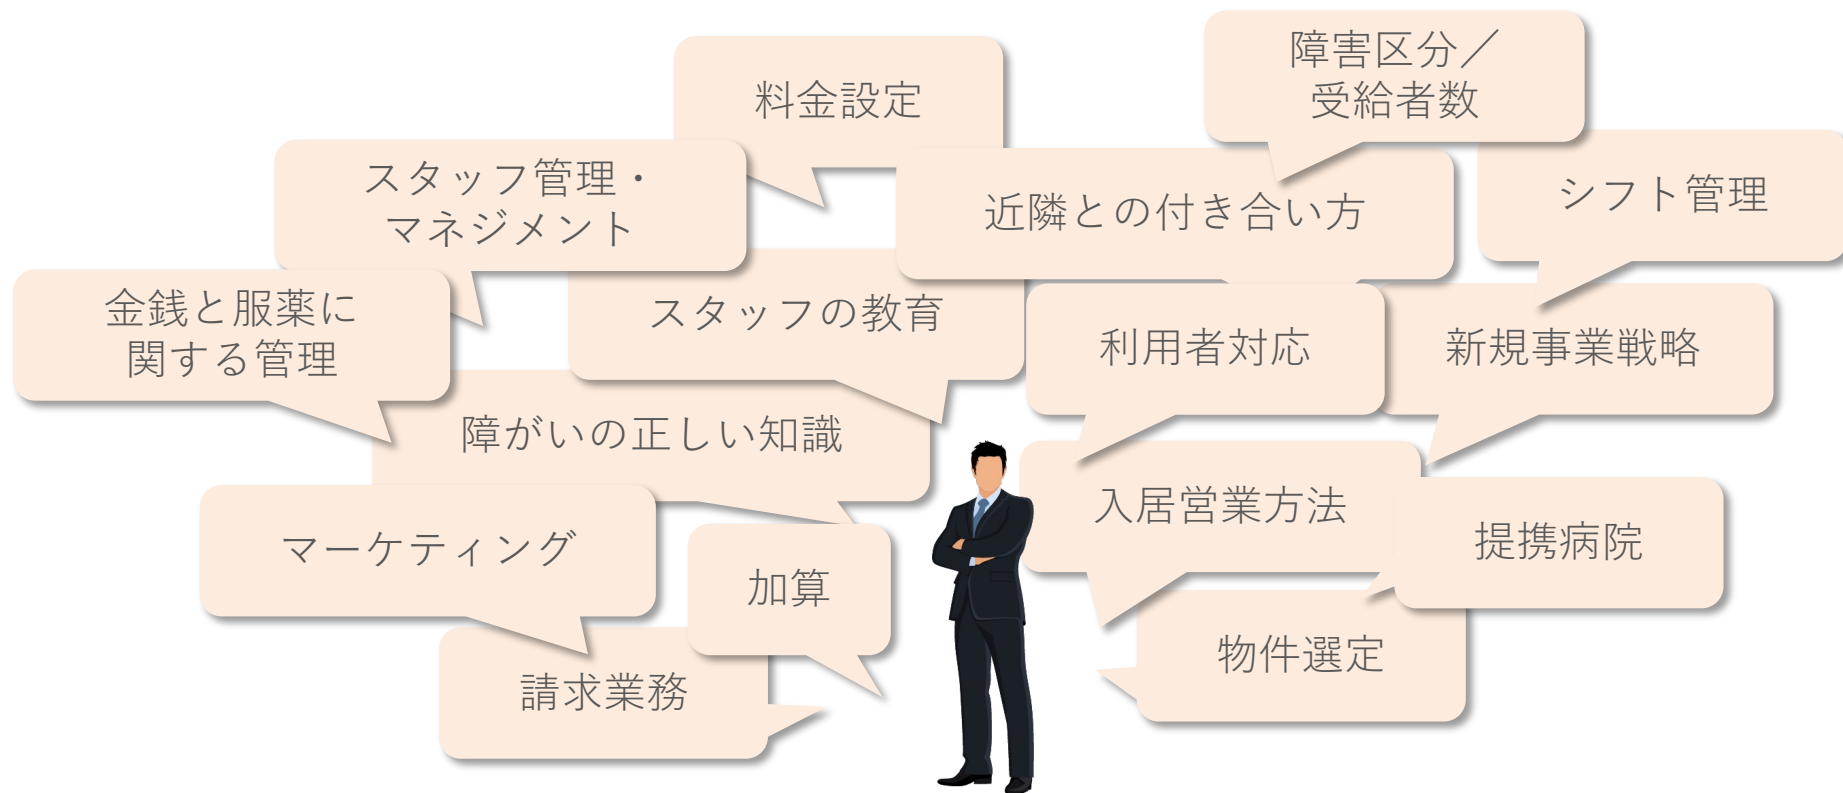 障害区分／
受給者数
料金設定
スタッフ管理・
マネジメント
近隣との付き合い方
シフト管理
金銭と服薬に
関する管理
スタッフの教育
利用者対応
新規事業戦略
障がいの正しい知識
入居営業方法
提携病院
マーケティング
加算
物件選定
請求業務